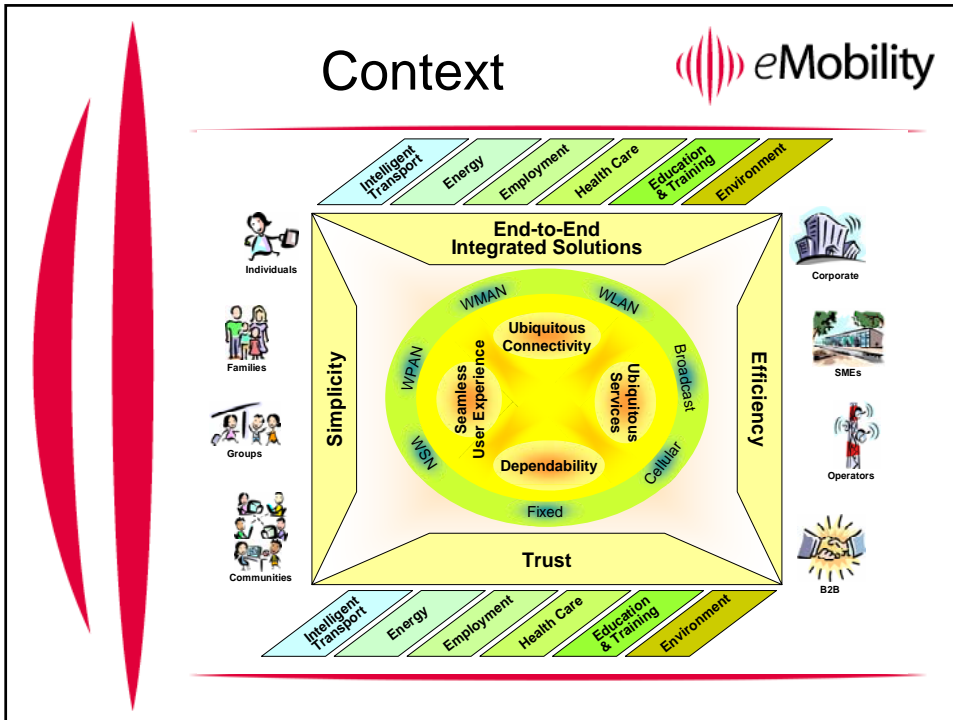 Context
eMobility
Intelligent
Transport
Energy
Employment
Health Care
Education
& Training
Environment
Individuals
Families
Groups
Communities
End-to-End
Integrated Solutions
Simplicity
Efficiency
Trust
WMAN
WLAN
WPAN
Broadcast
WSN
Cellular
Fixed
Ubiquitous
Connectivity
Seamless
User Experience
Ubiquitous
Services
Dependability
Corporate
SMEs
Operators
B2B
Intelligent
Transport
Energy
Employment
Health Care
Education
& Training
Environment